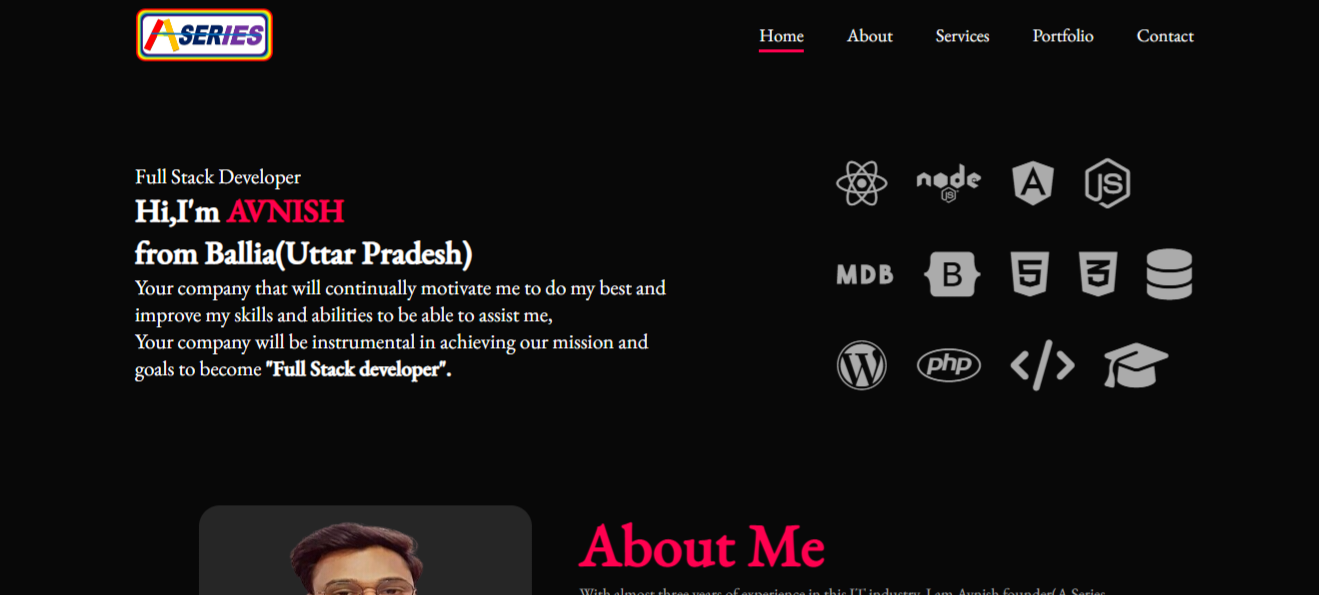 A SERIES
Home About Services Portfolio Contact
Full Stack Developer
Hi,I'm AVNISH
from Ballia(Uttar Pradesh)
Your company that will continually motivate me to do my best and
improve my skills and abilities to be able to assist me,
Your company will be instrumental in achieving our mission and
goals to become "Full Stack developer".
node JS A JS
MDB B 5 3
W php </>
About Me
With almost three years of experience in this IT industry, I am Avnish founder(A Series